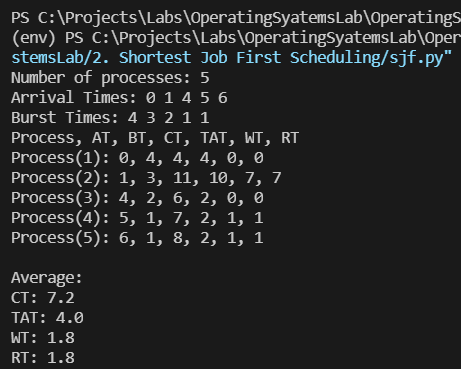 PS C:\Projects\Labs\OperatingSyatemsLab\OperatingS
(env) PS C:\Projects\Labs\OperatingSyatemsLab\Oper
stemsLab/2. Shortest Job First Scheduling/sjf.py"
Number of processes: 5
Arrival Times: 0 1 4 5 6
Burst Times: 4 3 2 1 1
Process, AT, BT, CT, TAT, WT, RT
Process(1): 0, 4, 4, 4, 0, 0
Process(2): 1, 3, 11, 10, 7, 7
Process(3): 4, 2, 6, 2, 0, 0
Process(4): 5, 1, 7, 2, 1, 1
Process(5): 6, 1, 8, 2, 1, 1
Average:
CT: 7.2
TAT: 4.0
WT: 1.8
RT: 1.8